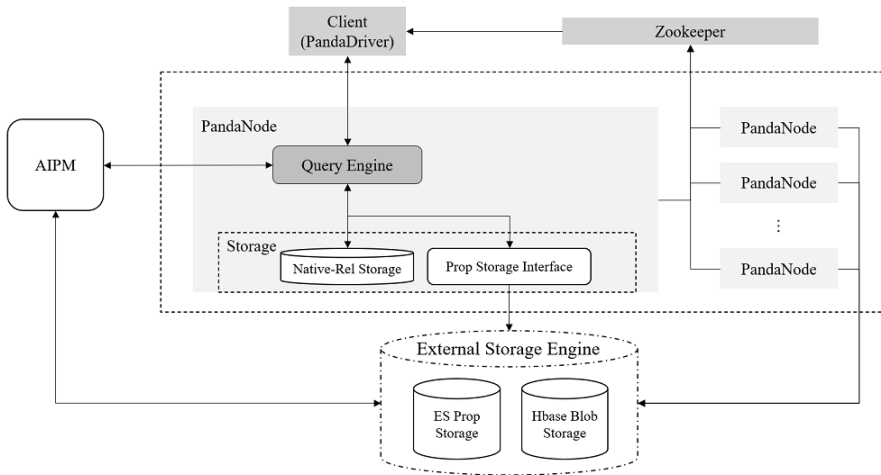 Client
(PandaDriver)
Zookeeper
PandaNode
PandaNode
AIPM
Query Engine
PandaNode
⋮
Storage
Native-Rel Storage
Prop Storage Interface
PandaNode
External Storage Engine
ES Prop
Storage
Hbase Blob
Storage